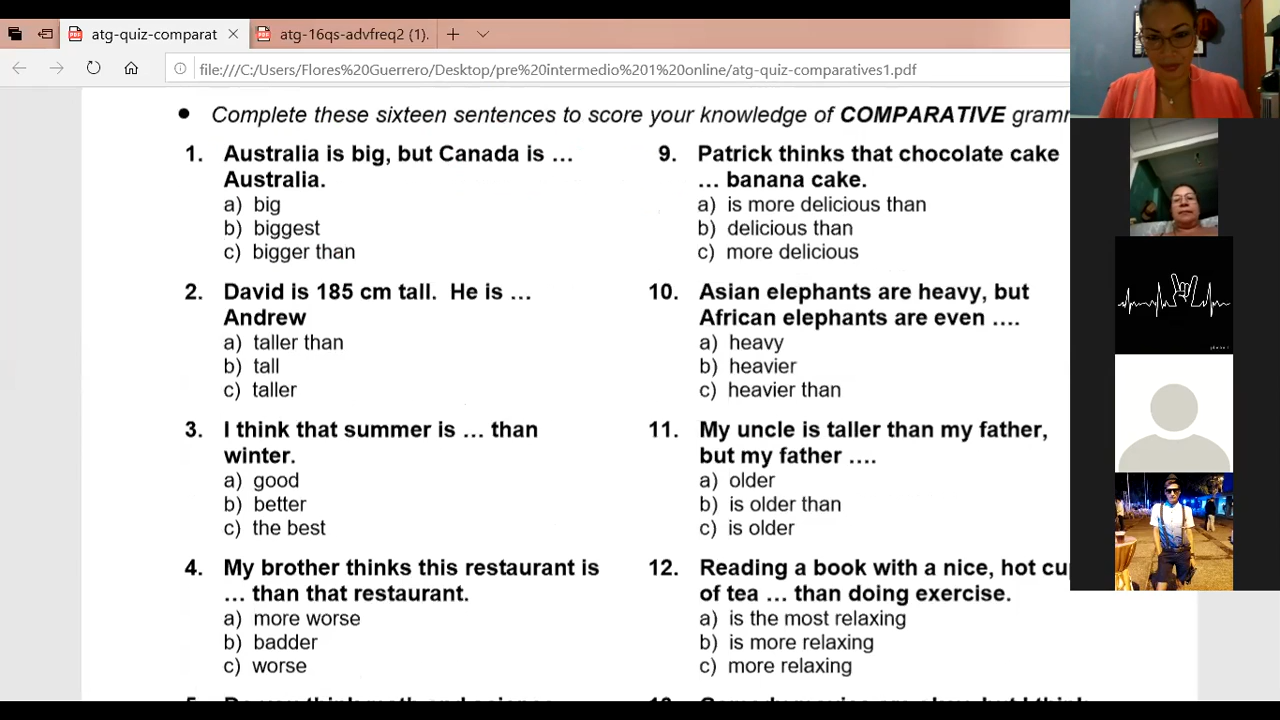 atg-quiz-comparat
atg-16qs-advfreq2 (1).
file:///C:/Users/Flores%20Guerrero/Desktop/pre%20intermedio%201%20online/atg-quiz-comparatives1.pdf
• Complete these sixteen sentences to score your knowledge of COMPARATIVE
1. Australia is big, but Canada is …
Australia.
a) big
b) biggest
c) bigger than
2. David is 185 cm tall. He is …
Andrew
a) taller than
b) tall
c) taller
3. I think that summer is … than
winter.
a) good
b) better
c) the best
4. My brother thinks this restaurant is
… than that restaurant.
a) more worse
b) badder
c) worse
9. Patrick thinks that chocolate cake
… banana cake.
a) is more delicious than
b) delicious than
c) more delicious
10. Asian elephants are heavy, but
African elephants are even ….
a) heavy
b) heavier
c) heavier than
11. My uncle is taller than my father,
but my father ….
a) older
b) is older than
c) is older
12. Reading a book with a nice, hot
of tea … than doing exercise.
a) is the most relaxing
b) is more relaxing
c) more relaxing